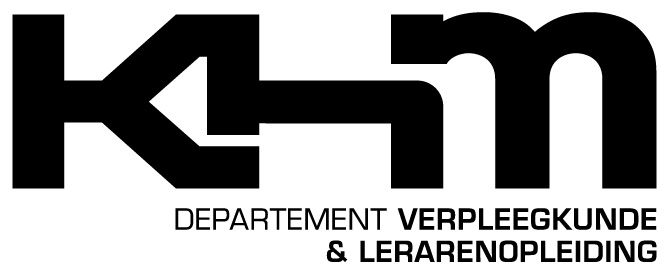 KHm
DEPARTEMENT VERPLEEGKUNDE
& LERARENOPLEIDING